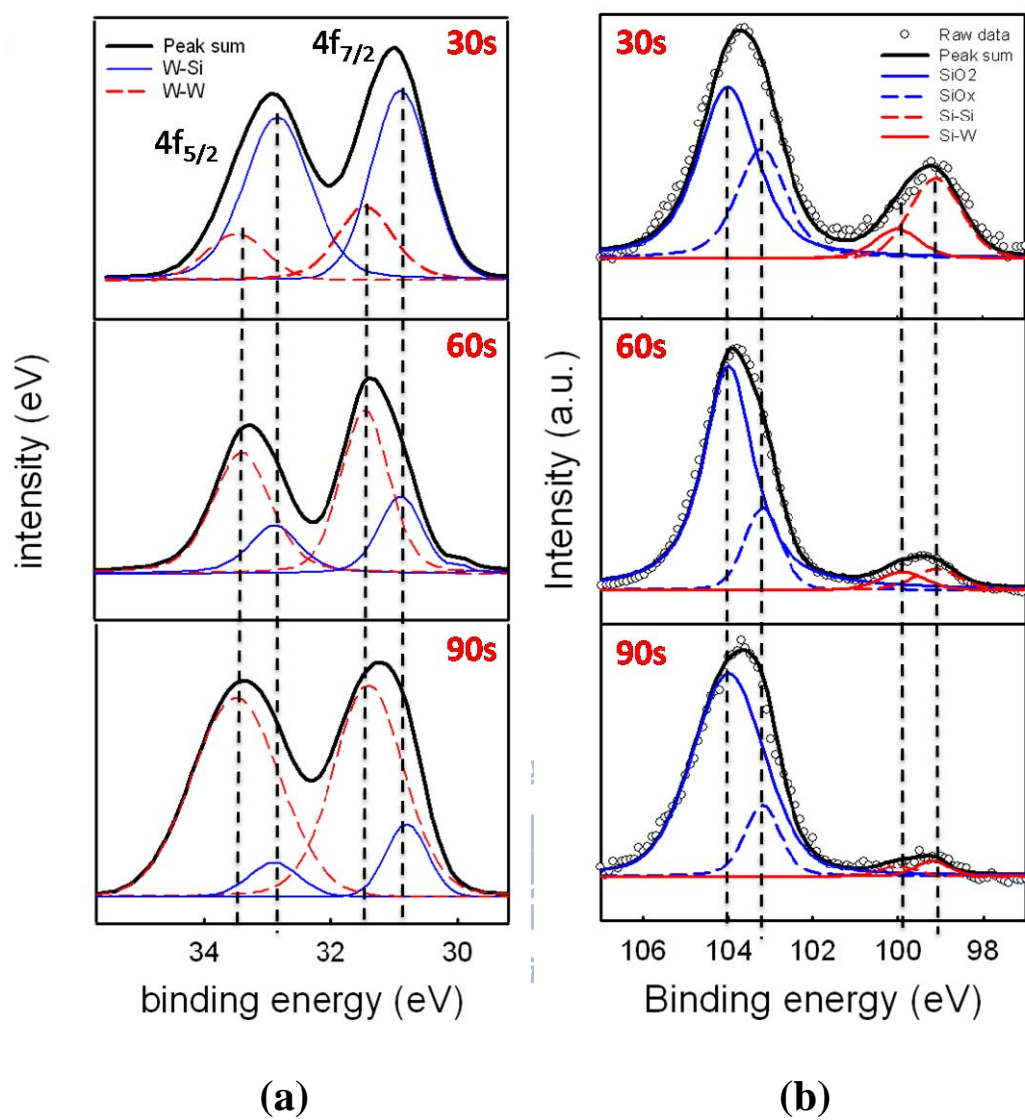 Peak sum
W-Si
W-W
4f7/2
30s
4f5/2
60s
90s
intensity (eV)
34 32 30
binding energy (eV)
(a)
30s
Raw data
Peak sum
SiO2
SiOx
Si-Si
Si-W
60s
90s
Intensity (a.u.)
106 104 102 100 98
Binding energy (eV)
(b)